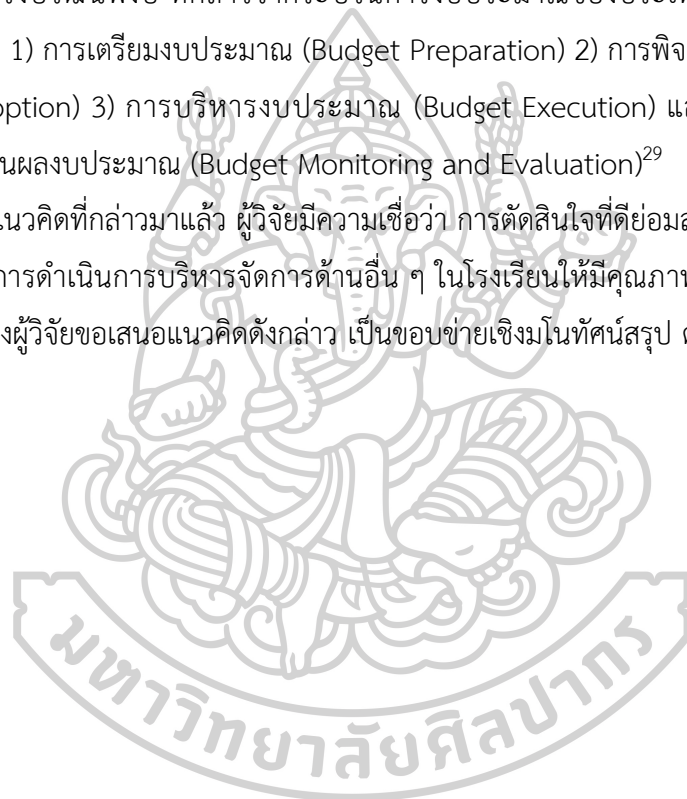 1) การเตรียมงบประมาณ (Budget Preparation) 2) การพิจ
option) 3) การบริหารงบประมาณ (Budget Execution) แล
นผลงบประมาณ (Budget Monitoring and Evaluation)29
แนวคิดที่กล่าวมาแล้ว ผู้วิจัยมีความเชื่อว่า การตัดสินใจที่ดีย่อมส
การดำเนินการบริหารจัดการด้านอื่น ๆ ในโรงเรียนให้มีคุณภาพ
งผู้วิจัยขอเสนอแนวคิดดังกล่าว เป็นขอบข่ายเชิงมโนทัศน์สรุป ด
มหาวิทยาลัยศิลปากร